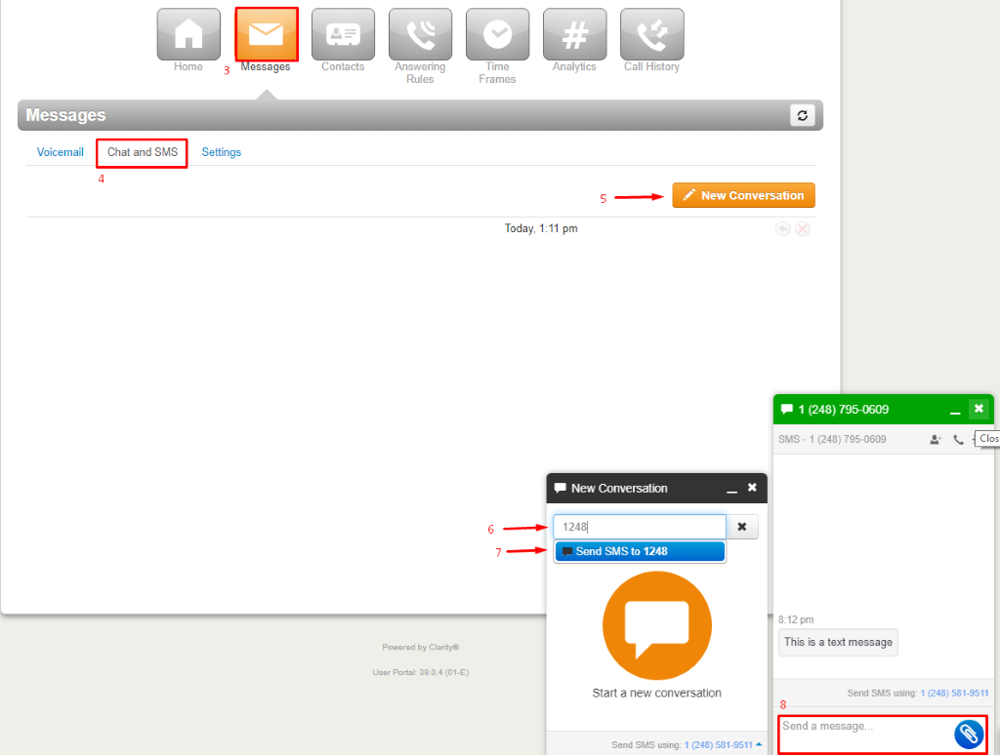 Home
3
Messages
Contacts
Answering
Rules
Time
Frames
#
Analytics
Call History
Messages
Voicemail
Chat and SMS
Settings
4
5
New Conversation
Today, 1:11 pm
1 (248) 795-0609
SMS - 1 (248) 795-0609
Clos
New Conversation
6
1248
7
Send SMS to 1248
Start a new conversation
Send SMS using: 1 (248) 581-9511
8:12 pm
This is a text message
Send SMS using: 1 (248) 581-9511
8
Send a message...
Powered by Clarity®
User Portal: 39.0.4 (01-E)